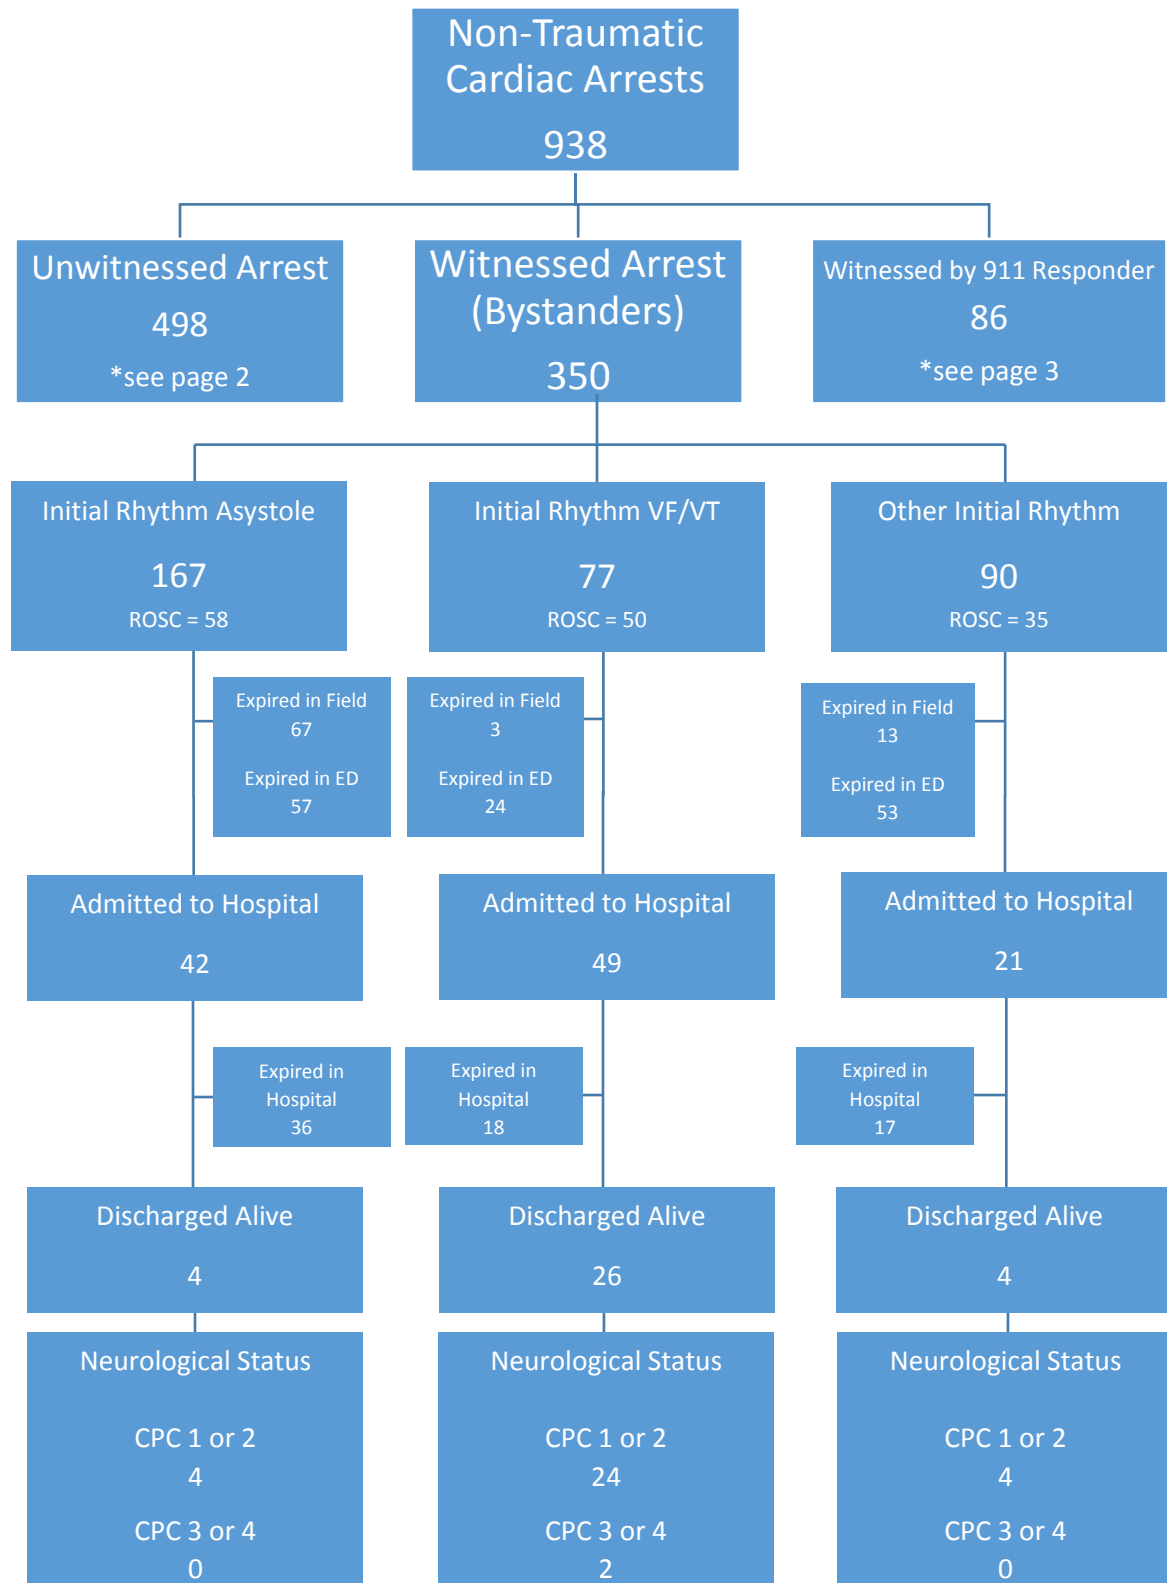 Non-Traumatic
Cardiac Arrests
938
Unwitnessed Arrest
498
*see page 2
Witnessed Arrest
(Bystanders)
350
Witnessed by 911 Responder
86
*see page 3
Initial Rhythm Asystole
167
ROSC = 58
Initial Rhythm VF/VT
77
ROSC = 50
Other Initial Rhythm
90
ROSC = 35
Expired in Field
67
Expired in ED
57
Expired in Field
3
Expired in ED
24
Expired in Field
13
Expired in ED
53
Admitted to Hospital
42
Admitted to Hospital
49
Admitted to Hospital
21
Expired in
Hospital
36
Expired in
Hospital
18
Expired in
Hospital
17
Discharged Alive
4
Discharged Alive
26
Discharged Alive
4
Neurological Status
CPC 1 or 2
4
CPC 3 or 4
0
Neurological Status
CPC 1 or 2
24
CPC 3 or 4
2
Neurological Status
CPC 1 or 2
4
CPC 3 or 4
0